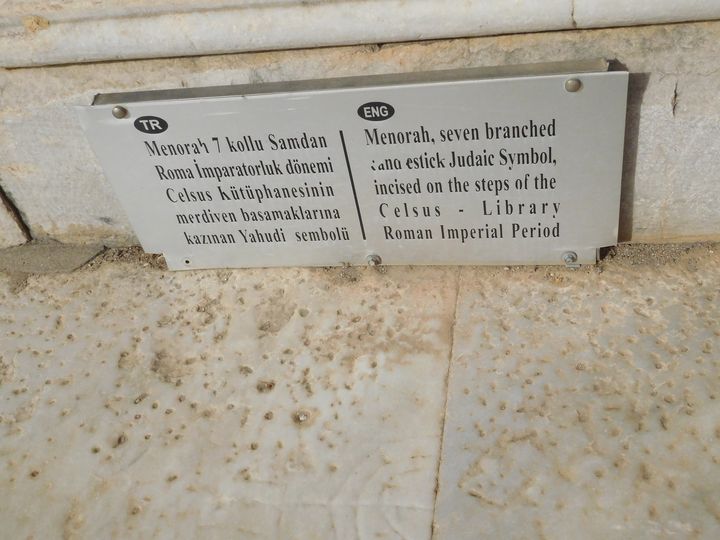 TR
Menorah 7 kollu Samdan
Roma İmparatorluk dönemi
Celsus Kütüphanesinin
merdiven basamaklarına
kazınan Yahudi sembolü
ENG
Menorah, seven branched
candlestick Judaic Symbol,
incised on the steps of the
Celsus - Library
Roman Imperial Period